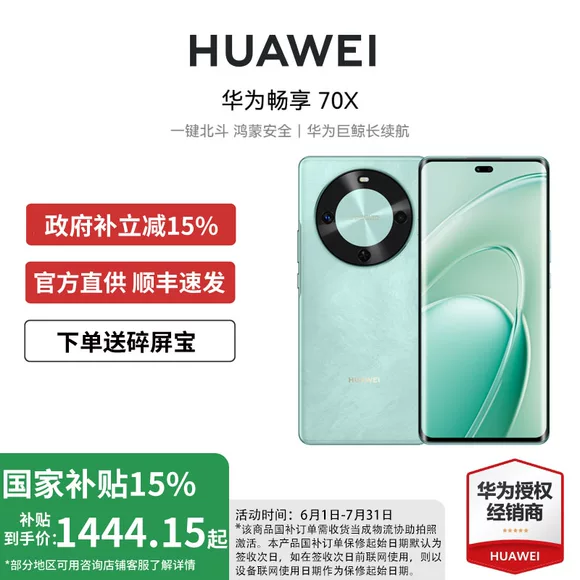 HUAWEI
华为畅享 70X
一键北斗 鸿蒙安全丨华为巨鲸长续航
政府补立减15%
官方直供 顺丰速发
下单送碎屏宝
HUAWEI
国家补贴15%
补贴
到手价:1444.15起
*部分地区可用咨询店铺客服了解详情
活动时间：6月1日-7月31日
*该商品国补订单需收货当成物流协助拍照
激活。本产品国补订单保修起始日期默认为
签收次日，如在签收次日前联网使用，则以
设备联网使用日期作为保修起始日期。
华为授权
经销商
HUAWEI